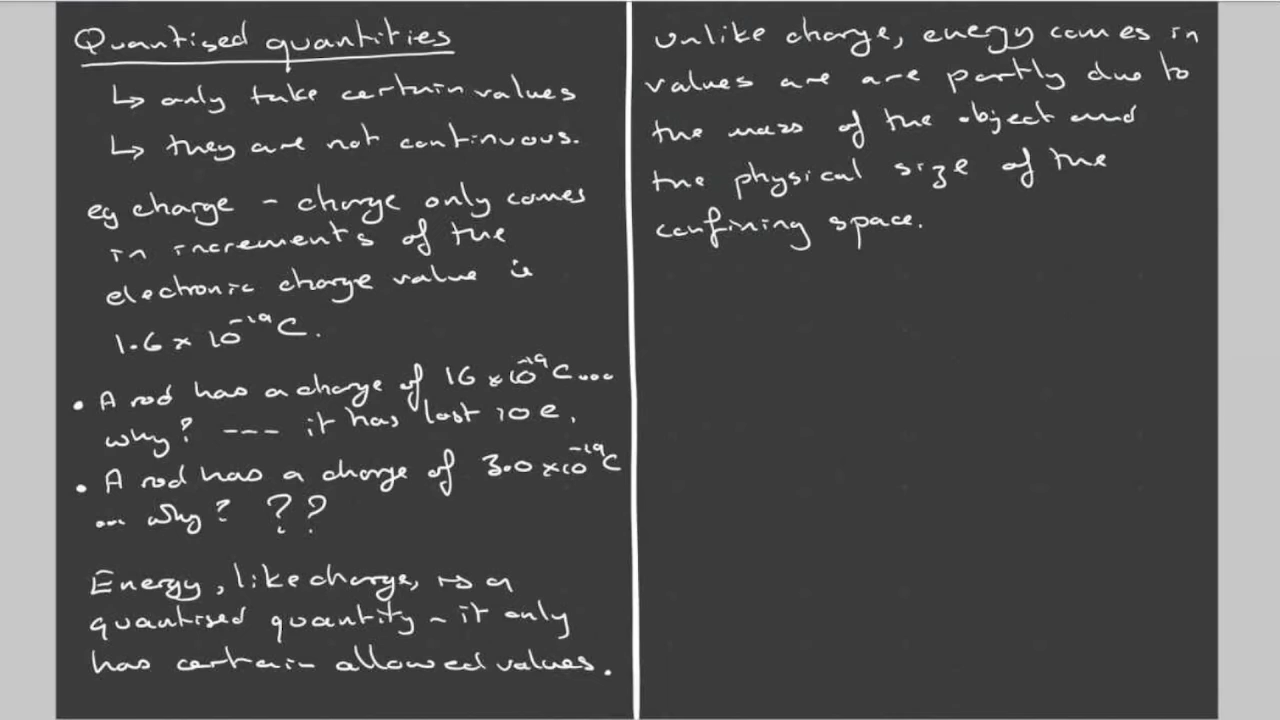 Quantised quantities
↳ only take certain values
↳ they are not continuous.
eg charge - charge only comes
in increments of the
electronic charge value ie
1.6 x 10⁻¹⁹ C.
• A rod has a charge of 16 x10⁻¹⁹ C...
why? --- it has lost 10 e.
• A rod has a charge of 3.0 x10⁻¹⁹ C
... why? ??
Energy, like charge, is a
quantised quantity - it only
has certain allowed values.
Unlike charge, energy comes in
values are are partly due to
the mass of the object and
the physical size of the
confining space.